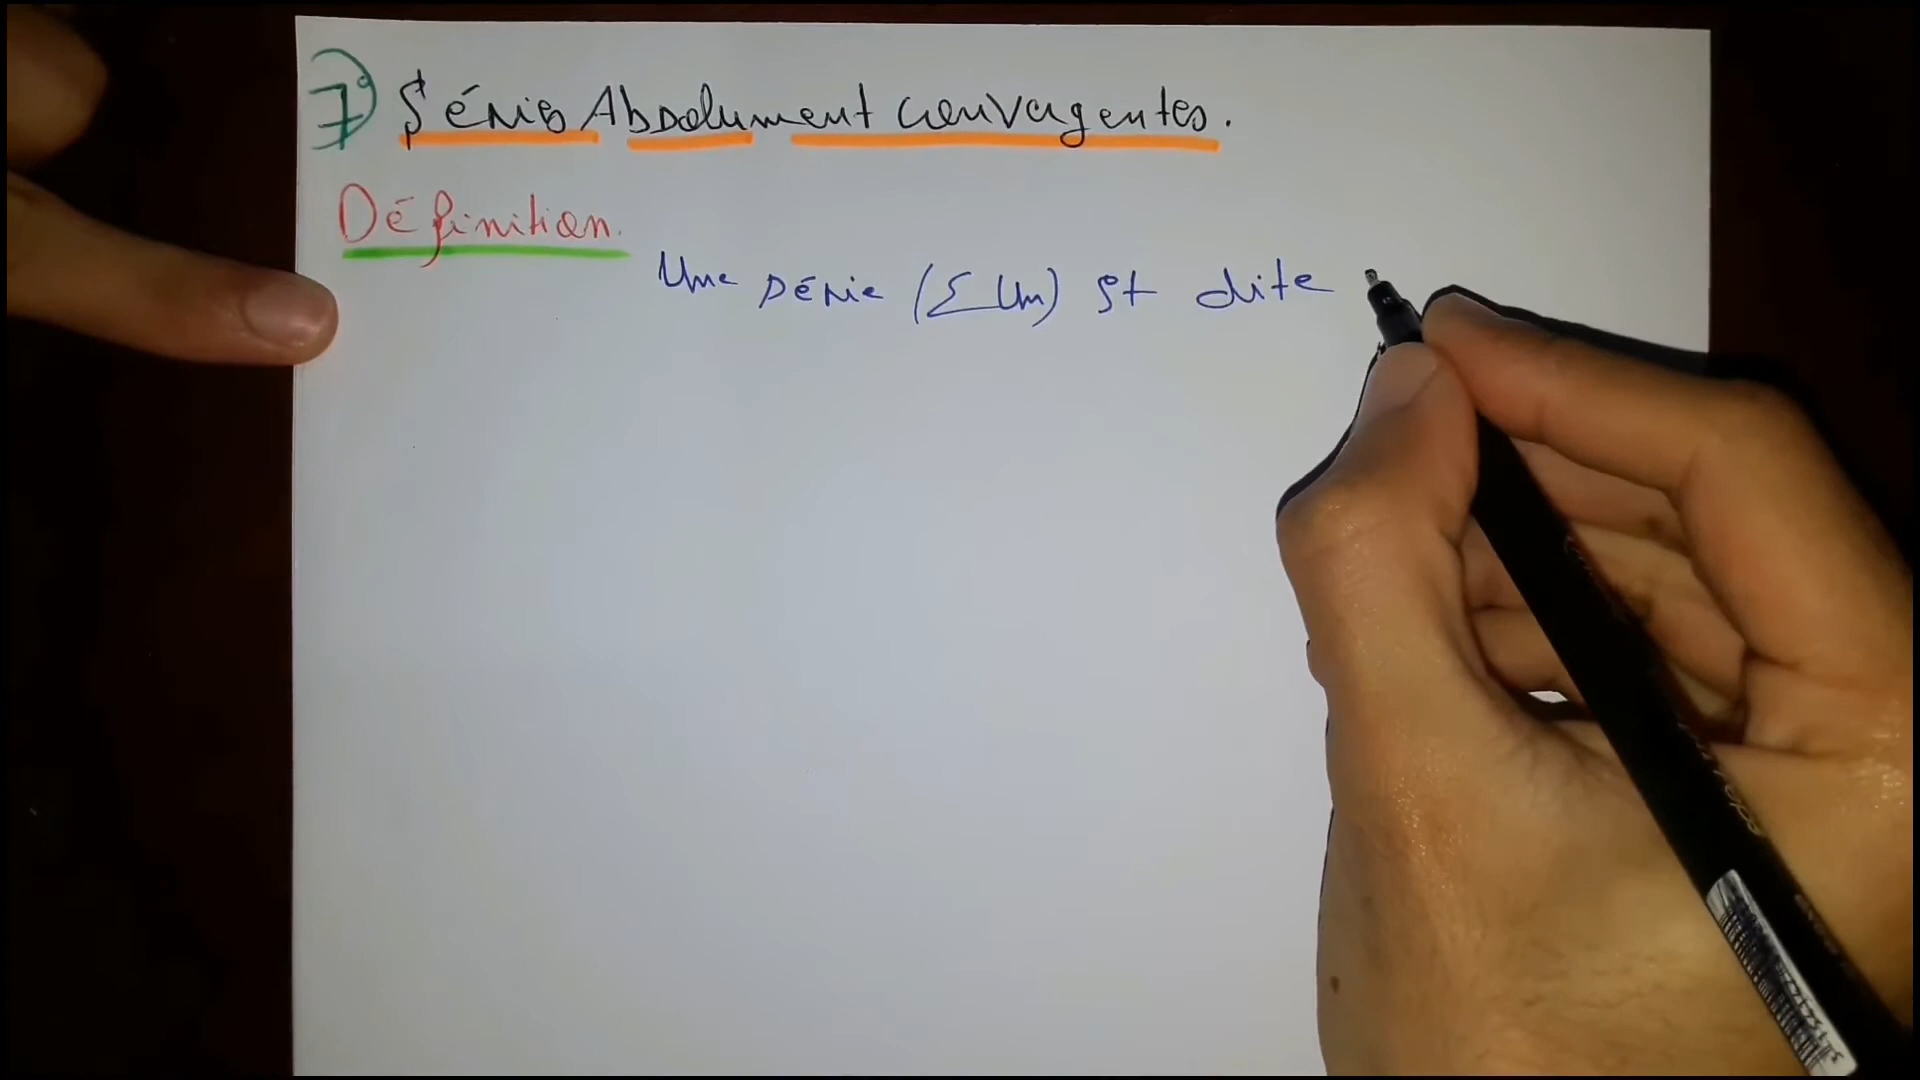 7° Séries Absolument convergentes.
Définition.
Une série (∑Un) est dite